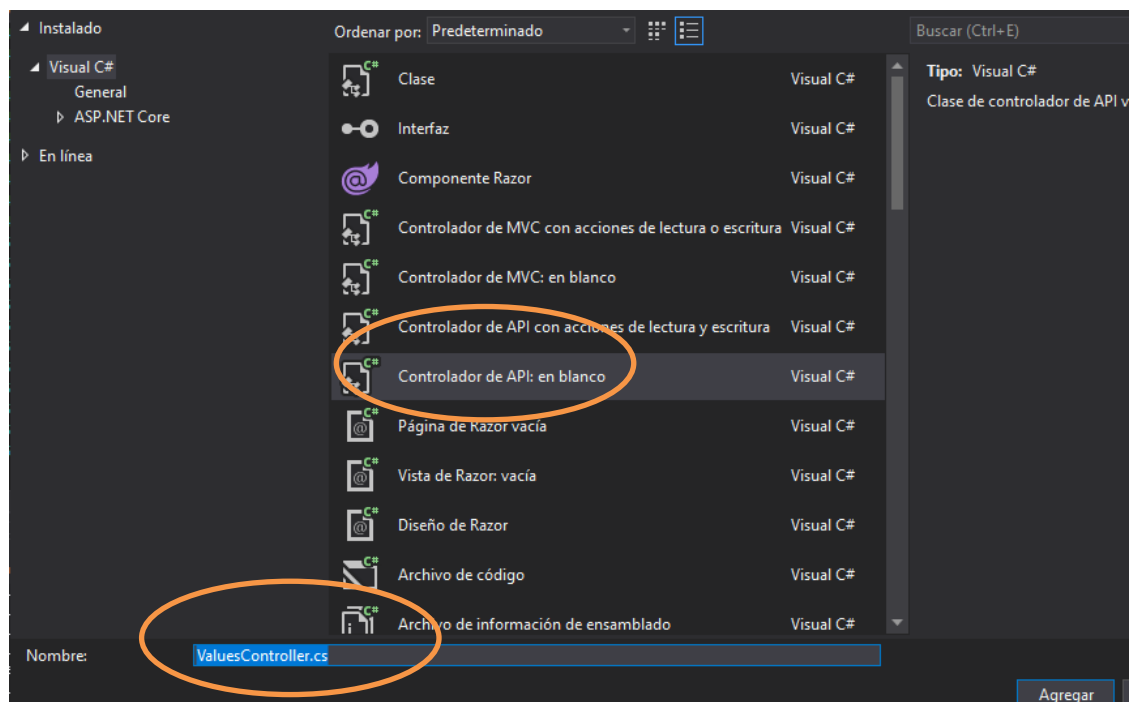 Instalado
Visual C#
General
ASP.NET Core
En línea
Ordenar por: Predeterminado
Clase Visual C#
Interfaz Visual C#
Componente Razor Visual C#
Controlador de MVC con acciones de lectura o escritura Visual C#
Controlador de MVC: en blanco Visual C#
Controlador de API con acciones de lectura y escritura Visual C#
Controlador de API: en blanco Visual C#
Página de Razor vacía Visual C#
Vista de Razor: vacía Visual C#
Diseño de Razor Visual C#
Archivo de código Visual C#
Archivo de información de ensamblado Visual C#
Buscar (Ctrl+E)
Tipo: Visual C#
Clase de controlador de API v
Nombre: ValuesController.cs
Agregar